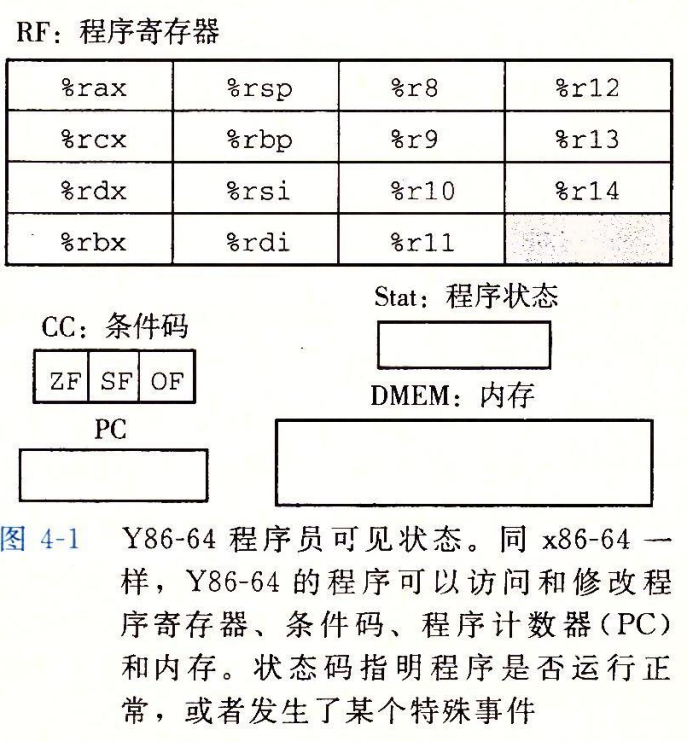 RF：程序寄存器
%rax %rsp %r8 %r12
%rcx %rbp %r9 %r13
%rdx %rsi %r10 %r14
%rbx %rdi %r11
Stat：程序状态
CC：条件码
ZF SF OF
DMEM：内存
PC
图 4-1 Y86-64 程序员可见状态。同 x86-64 一
样，Y86-64 的程序可以访问和修改程
序寄存器、条件码、程序计数器(PC)
和内存。状态码指明程序是否运行正
常，或者发生了某个特殊事件